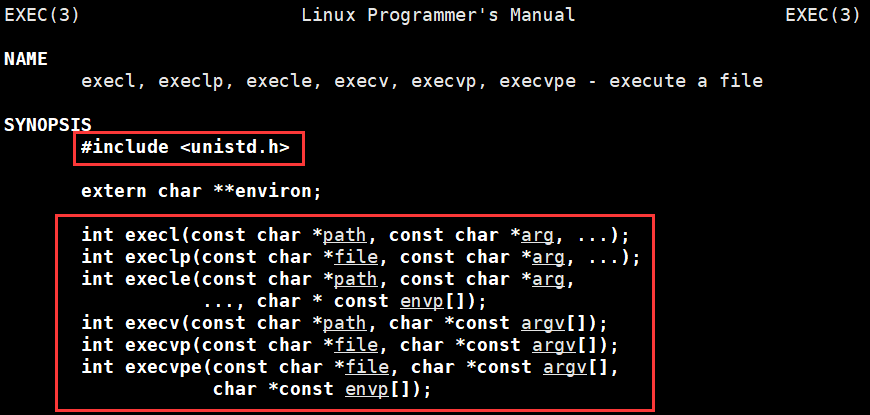 EXEC(3) Linux Programmer's Manual EXEC(3)
NAME
execl, execlp, execle, execv, execvp, execvpe - execute a file
SYNOPSIS
#include <unistd.h>
extern char **environ;
int execl(const char *path, const char *arg, ...);
int execlp(const char *file, const char *arg, ...);
int execle(const char *path, const char *arg,
..., char * const envp[]);
int execv(const char *path, char *const argv[]);
int execvp(const char *file, char *const argv[]);
int execvpe(const char *file, char *const argv[],
char *const envp[]);